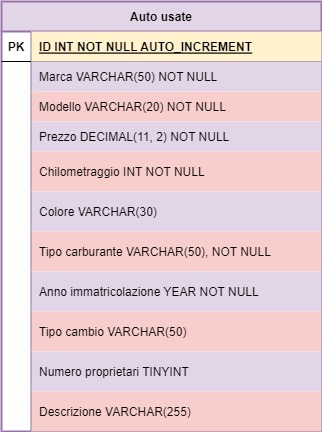 Auto usate
PK ID INT NOT NULL AUTO_INCREMENT
Marca VARCHAR(50) NOT NULL
Modello VARCHAR(20) NOT NULL
Prezzo DECIMAL(11, 2) NOT NULL
Chilometraggio INT NOT NULL
Colore VARCHAR(30)
Tipo carburante VARCHAR(50), NOT NULL
Anno immatricolazione YEAR NOT NULL
Tipo cambio VARCHAR(50)
Numero proprietari TINYINT
Descrizione VARCHAR(255)